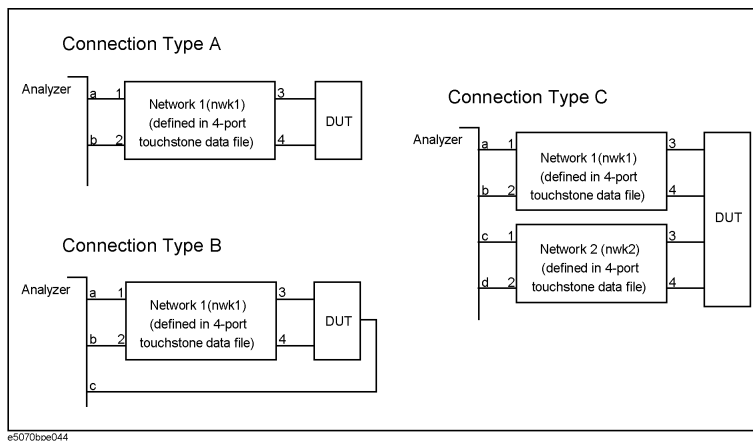 Connection Type A
Analyzer
a 1
Network 1(nwk1)
(defined in 4-port
touchstone data file)
3
DUT
b 2
4
Connection Type B
Analyzer
a 1
Network 1(nwk1)
(defined in 4-port
touchstone data file)
3
DUT
b 2
4
c
Connection Type C
Analyzer
a 1
Network 1(nwk1)
(defined in 4-port
touchstone data file)
3
b 2
4
DUT
c 1
Network 2 (nwk2)
(defined in 4-port
touchstone data file)
3
d 2
4
e5070bpe044